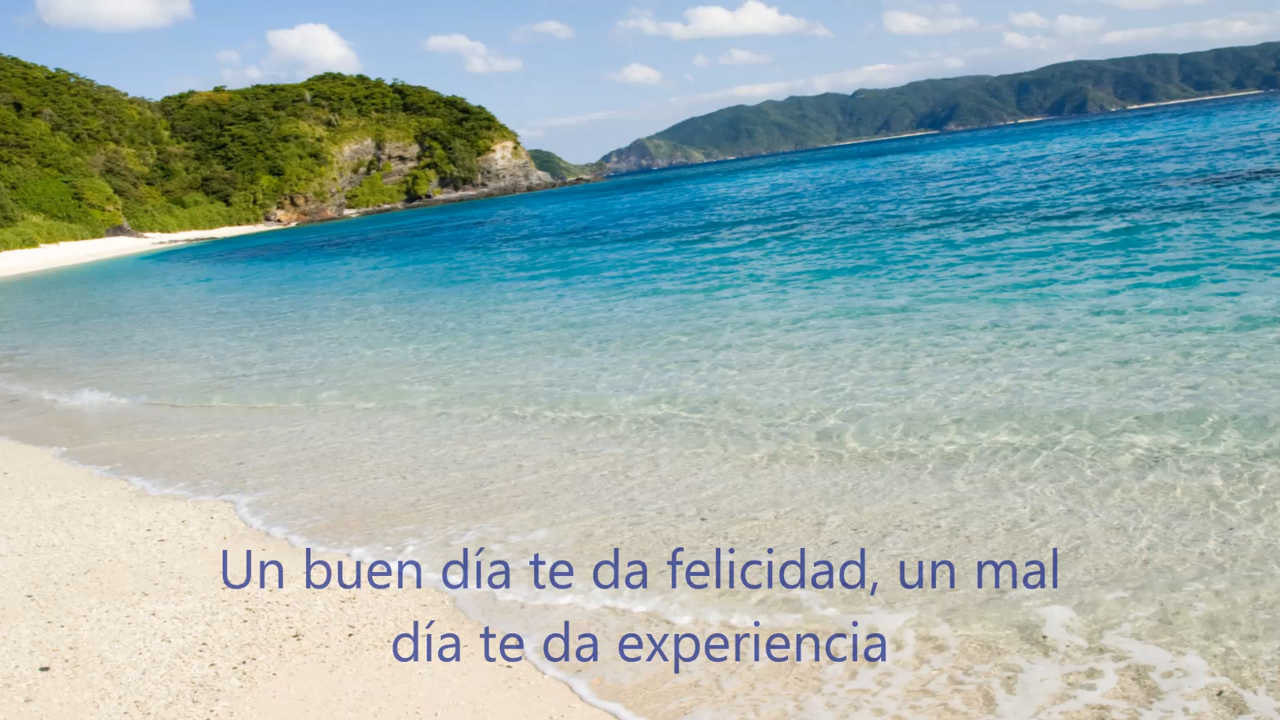 Un buen día te da felicidad, un mal
día te da experiencia